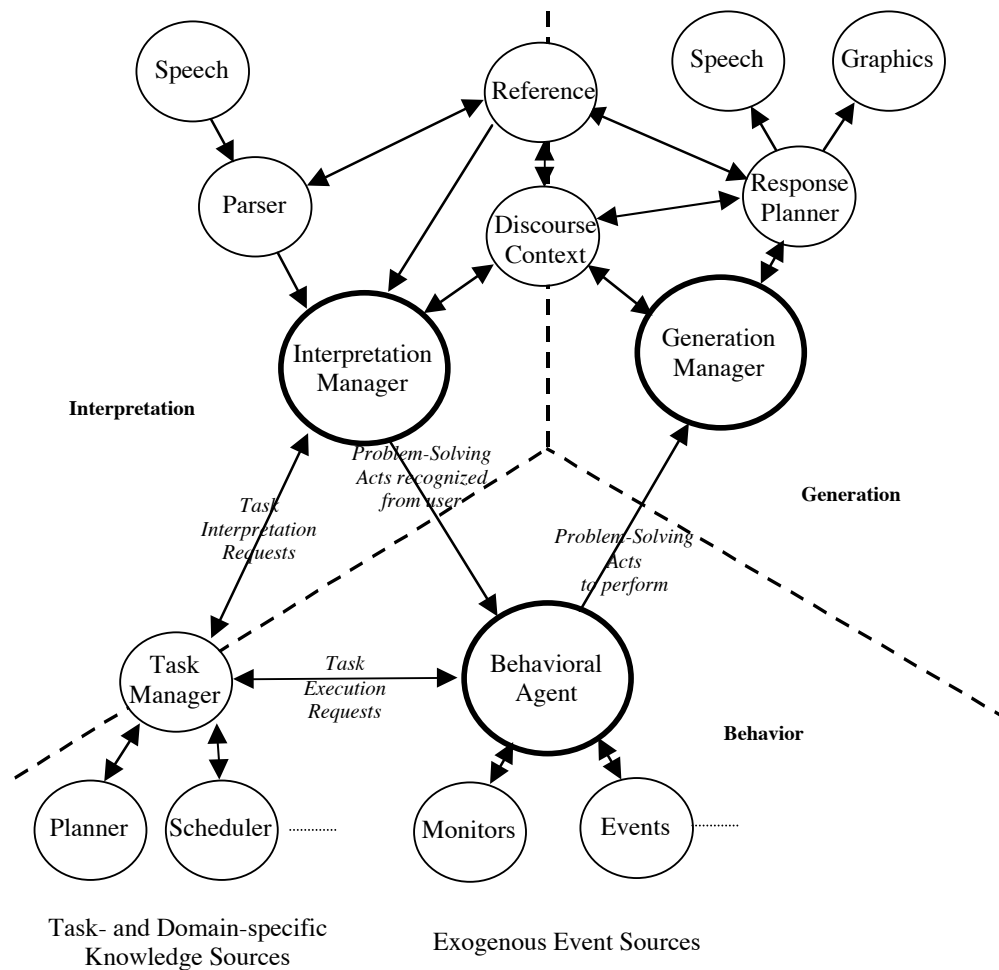 Speech
Reference
Speech
Graphics
Parser
Response
Planner
Discourse
Context
Interpretation
Manager
Generation
Manager
Interpretation
Problem-Solving
Acts recognized
from user
Generation
Task
Interpretation
Requests
Problem-Solving
Acts
to perform
Task
Manager
Task
Execution
Requests
Behavioral
Agent
Behavior
Planner
Scheduler
Monitors
Events
Task- and Domain-specific
Knowledge Sources
Exogenous Event Sources